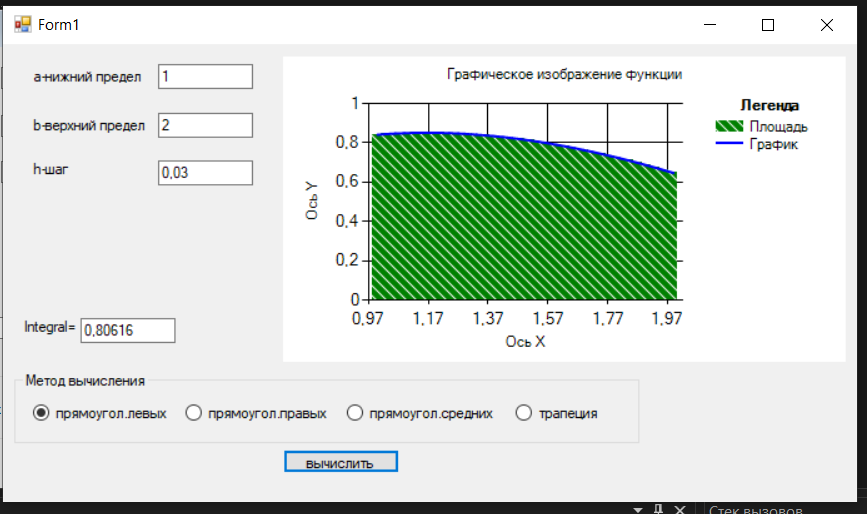 Form1
a-нижний предел 1
b-верхний предел 2
h-шаг 0,03
Integral= 0,80616
Графическое изображение функции
Ось Y
1
0,8
0,6
0,4
0,2
0
0,97 1,17 1,37 1,57 1,77 1,97
Ось X
Легенда
Площадь
График
Метод вычисления
прямоугол.левых прямоугол.правых прямоугол.средних трапеция
вычислить
Стек вызовов